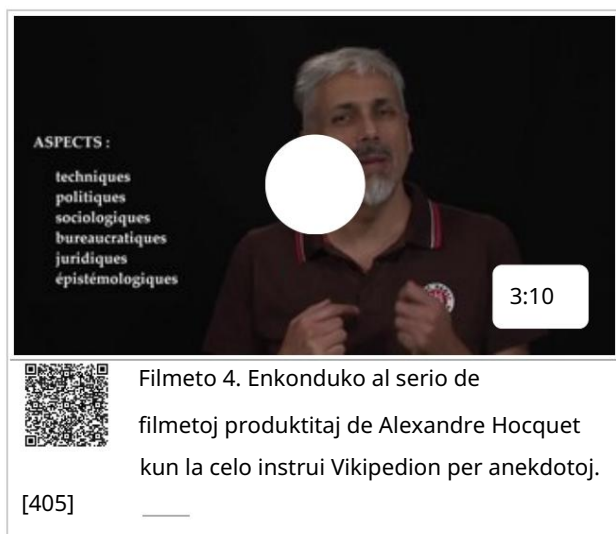 ASPECTS :
techniques
politiques
sociologiques
bureaucratiques
juridiques
épistémologiques
3:10
Filmeto 4. Enkonduko al serio de
filmetoj produktitaj de Alexandre Hocquet
kun la celo instrui Vikipedion per anekdotoj.
[405]